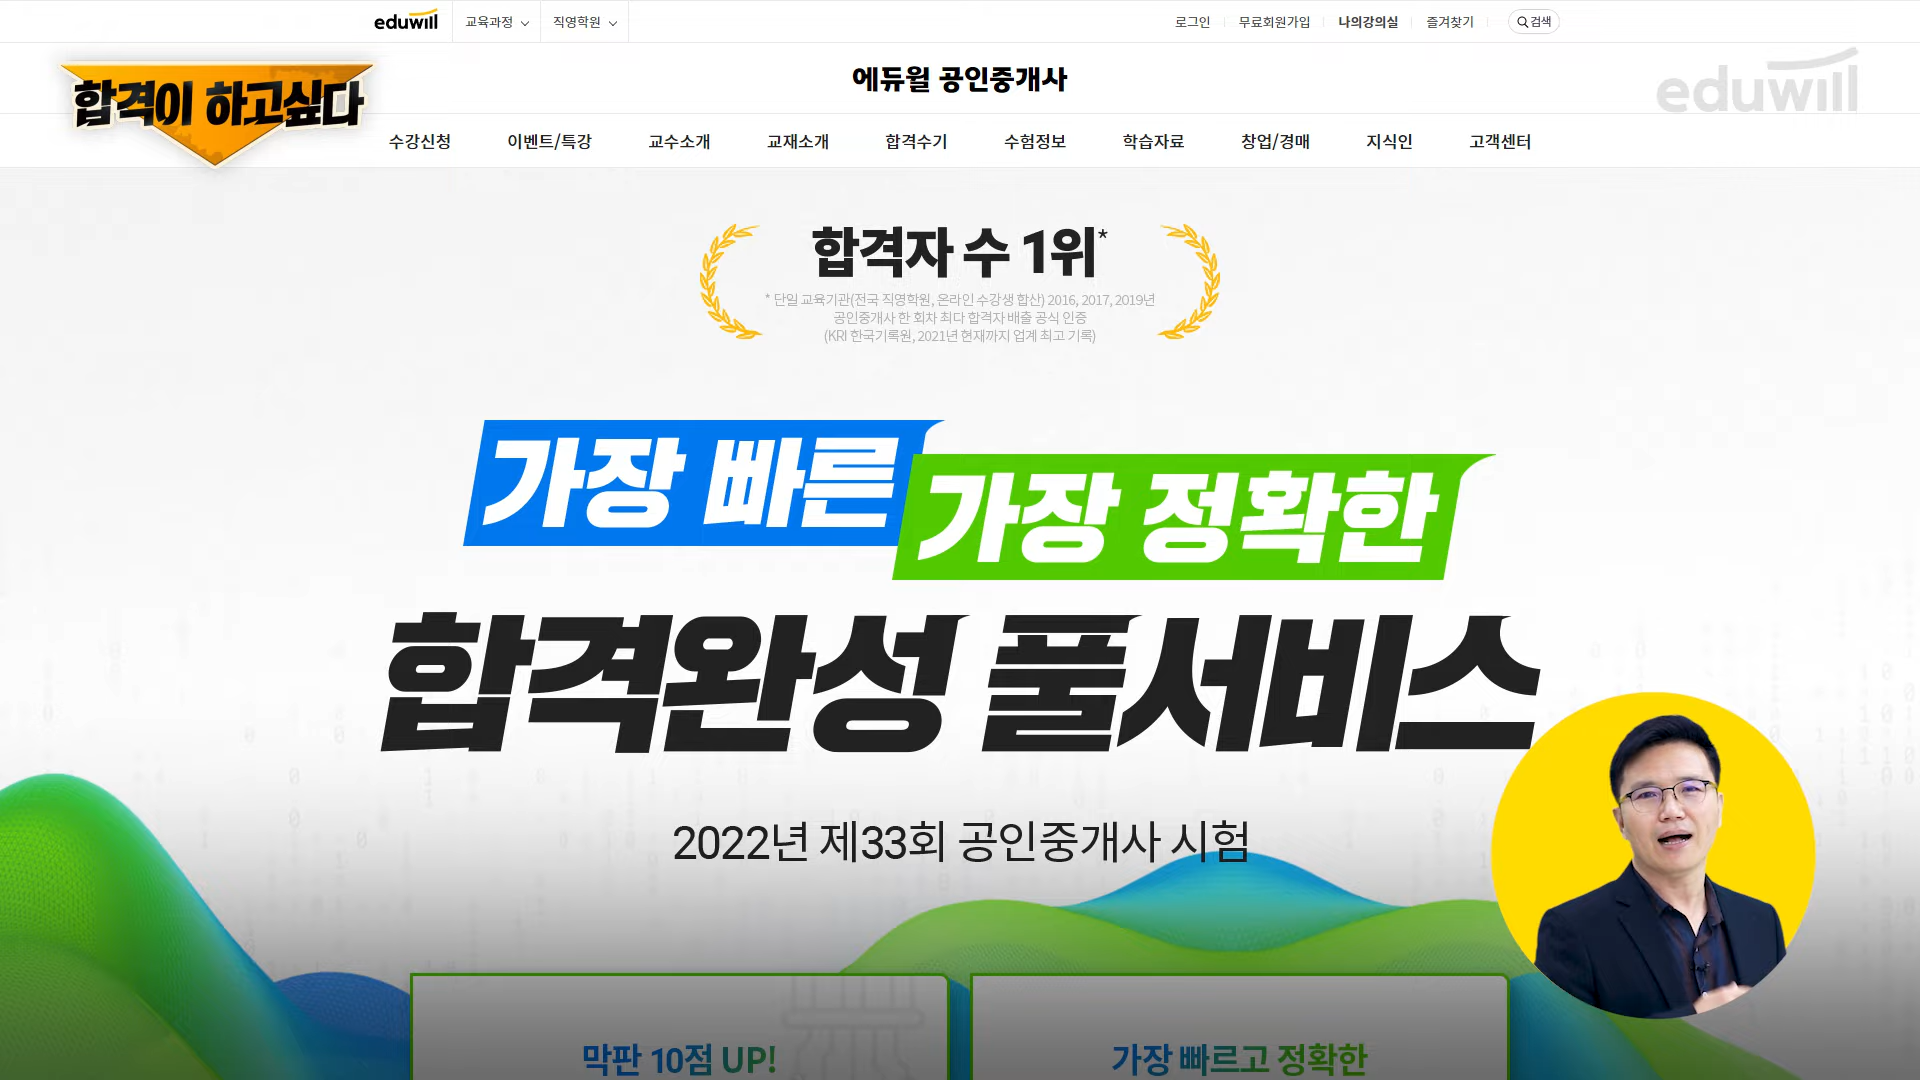 eduwill 교육과정 직영학원 로그인 무료회원가입 나의강의실 즐겨찾기 검색
합격이 하고싶다
에듀윌 공인중개사
eduwill
수강신청 이벤트/특강 교수소개 교재소개 합격수기 수험정보 학습자료 창업/경매 지식인 고객센터
합격자 수 1위*
* 단일 교육기관(전국 직영학원, 온라인 수강생 합산) 2016, 2017, 2019년
공인중개사 한 회차 최다 합격자 배출 공식 인증
(KRI 한국기록원, 2021년 현재까지 업계 최고 기록)
가장 빠른
가장 정확한
합격완성 풀서비스
2022년 제33회 공인중개사 시험
막판 10점 UP!
가장 빠르고 정확한